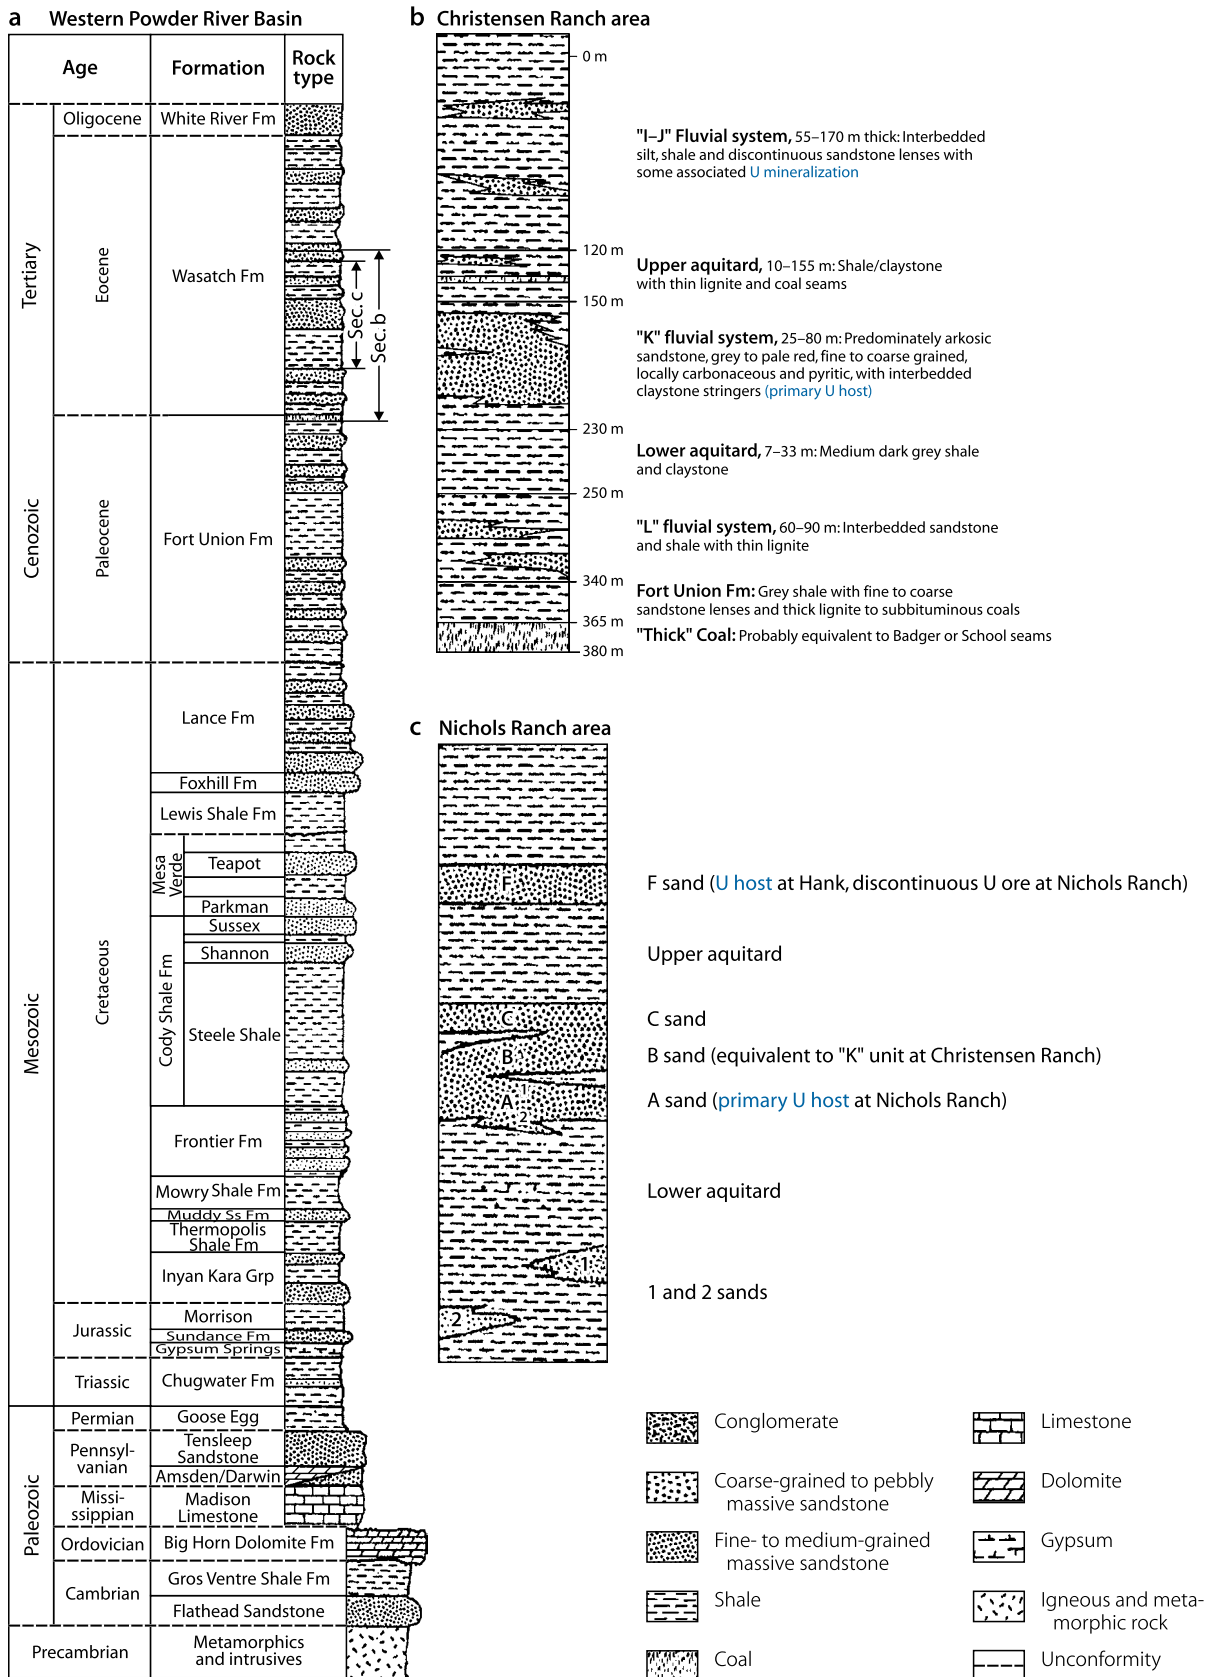 a Western Powder River Basin
Age
Formation
Rock
type
Oligocene
White River Fm
Tertiary
Eocene
Wasatch Fm
Sec. c
Sec. b
Cenozoic
Paleocene
Fort Union Fm
Mesozoic
Cretaceous
Lance Fm
Foxhill Fm
Lewis Shale Fm
Mesa
Verde
Teapot
Parkman
Cody Shale Fm
Sussex
Shannon
Steele Shale
Frontier Fm
Mowry Shale Fm
Muddy Ss Fm
Thermopolis
Shale Fm
Inyan Kara Grp
Jurassic
Morrison
Sundance Fm
Gypsum Springs
Triassic
Chugwater Fm
Paleozoic
Permian
Goose Egg
Pennsyl-
vanian
Tensleep
Sandstone
Amsden/Darwin
Missi-
ssippian
Madison
Limestone
Ordovician
Big Horn Dolomite Fm
Cambrian
Gros Ventre Shale Fm
Flathead Sandstone
Precambrian
Metamorphics
and intrusives
b Christensen Ranch area
0 m
"I–J" Fluvial system, 55–170 m thick: Interbedded
silt, shale and discontinuous sandstone lenses with
some associated U mineralization
120 m
Upper aquitard, 10–155 m: Shale/claystone
with thin lignite and coal seams
150 m
"K" fluvial system, 25–80 m: Predominately arkosic
sandstone, grey to pale red, fine to coarse grained,
locally carbonaceous and pyritic, with interbedded
claystone stringers (primary U host)
230 m
Lower aquitard, 7–33 m: Medium dark grey shale
and claystone
250 m
"L" fluvial system, 60–90 m: Interbedded sandstone
and shale with thin lignite
340 m
Fort Union Fm: Grey shale with fine to coarse
sandstone lenses and thick lignite to subbituminous coals
365 m
"Thick" Coal: Probably equivalent to Badger or School seams
380 m
c Nichols Ranch area
F
F sand (U host at Hank, discontinuous U ore at Nichols Ranch)
Upper aquitard
C
C sand
B
B sand (equivalent to "K" unit at Christensen Ranch)
1
A
A sand (primary U host at Nichols Ranch)
2
Lower aquitard
1
1 and 2 sands
2
Conglomerate
Coarse-grained to pebbly
massive sandstone
Fine- to medium-grained
massive sandstone
Shale
Coal
Limestone
Dolomite
Gypsum
Igneous and meta-
morphic rock
Unconformity